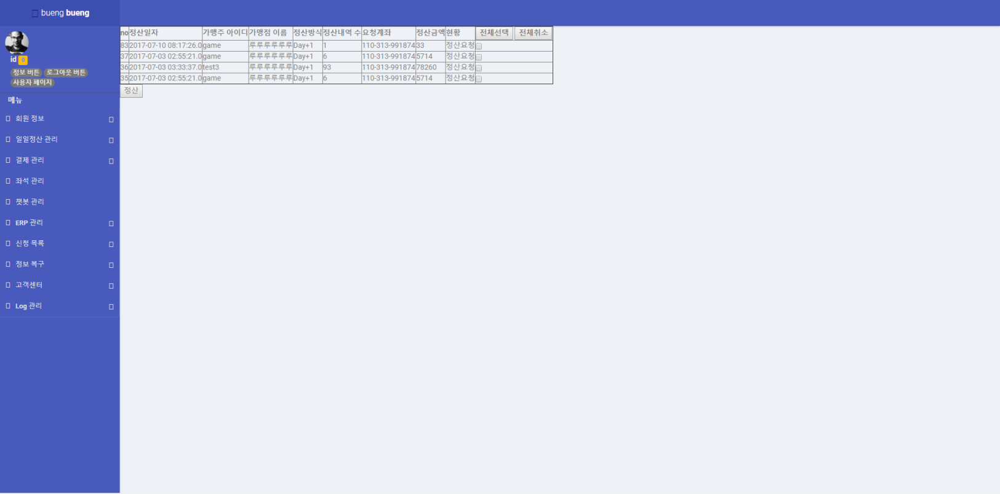 bueng bueng
id 0
정보 버튼 로그아웃 버튼
사용자 페이지
메뉴
회원 정보
일일정산 관리
결제 관리
좌석 관리
챗봇 관리
ERP 관리
신청 목록
정보 복구
고객센터
Log 관리
no 정산일자 가맹주 아이디 가맹점 이름 정산방식 정산내역 수 요청계좌 정산금액 현황 전체선택 전체취소
83 2017-07-10 08:17:26.0 game 루루루루루루 Day+1 1 110-313-991874 33 정산요청
37 2017-07-03 02:55:21.0 game 루루루루루루 Day+1 6 110-313-991874 5714 정산요청
36 2017-07-03 03:33:37.0 test3 루루루루루루 Day+1 93 110-313-991874 78260 정산요청
35 2017-07-03 02:55:21.0 game 루루루루루루 Day+1 6 110-313-991874 5714 정산요청
정산